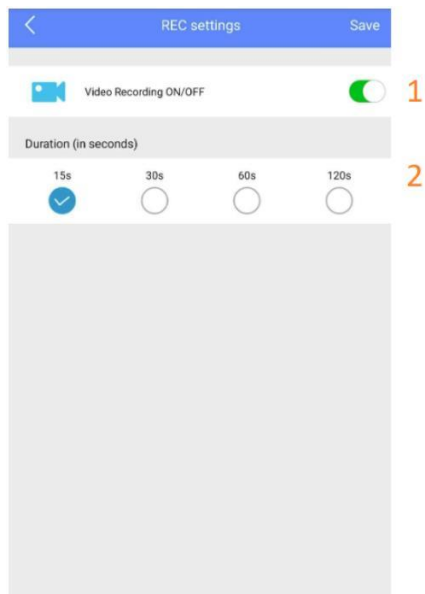 REC settings Save
Video Recording ON/OFF 1
Duration (in seconds)
15s 30s 60s 120s 2